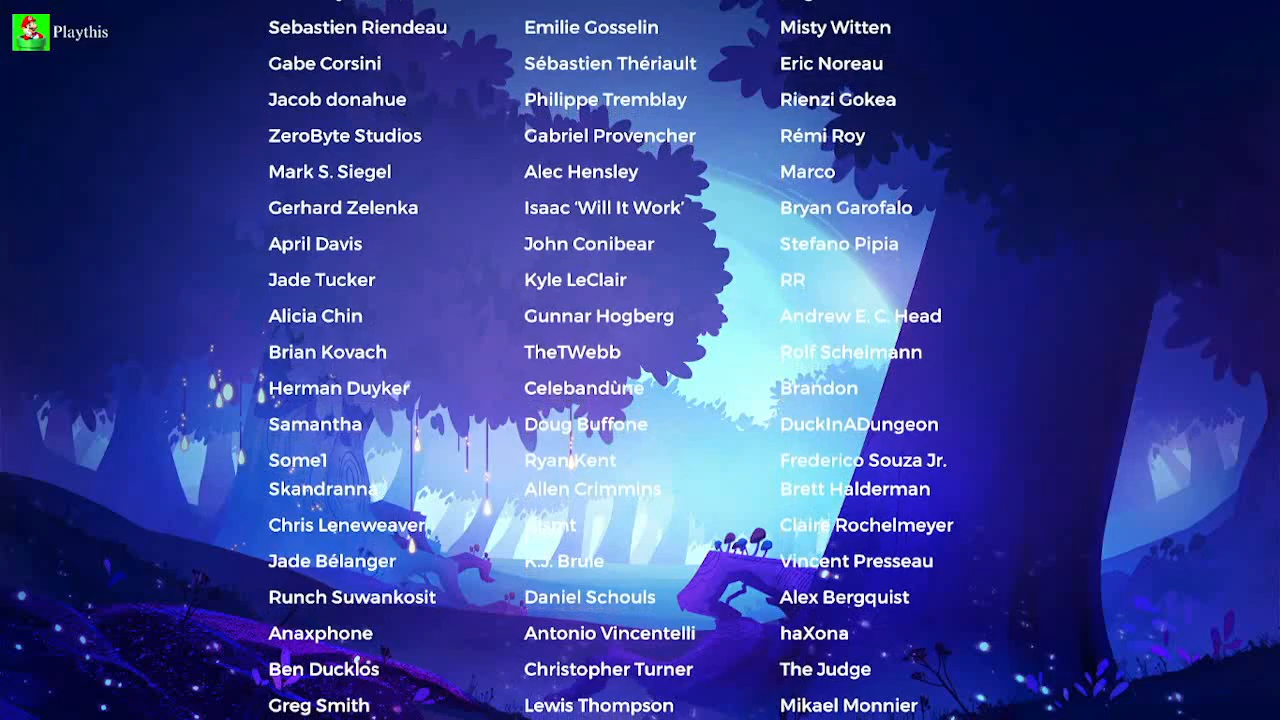 Playthis
Sebastien Riendeau Emilie Gosselin Misty Witten
Gabe Corsini Sébastien Thériault Eric Noreau
Jacob donahue Philippe Tremblay Rienzi Gokea
ZeroByte Studios Gabriel Provencher Rémi Roy
Mark S. Siegel Alec Hensley Marco
Gerhard Zelenka Isaac ‘Will It Work’ Bryan Garofalo
April Davis John Conibear Stefano Pipia
Jade Tucker Kyle LeClair RR
Alicia Chin Gunnar Hogberg Andrew E. C. Head
Brian Kovach TheTWebb Rolf Scheimann
Herman Duyker Celebandùne Brandon
Samantha Doug Buffone DuckInADungeon
Some1 Ryan Kent Frederico Souza Jr.
Skandranna Allen Crimmins Brett Halderman
Chris Leneweaver Claire Rochelmeyer
Jade Bélanger K.J. Brule Vincent Presseau
Runch Suwankosit Daniel Schouls Alex Bergquist
Anaxphone Antonio Vincentelli haXona
Ben Ducklos Christopher Turner The Judge
Greg Smith Lewis Thompson Mikael Monnier